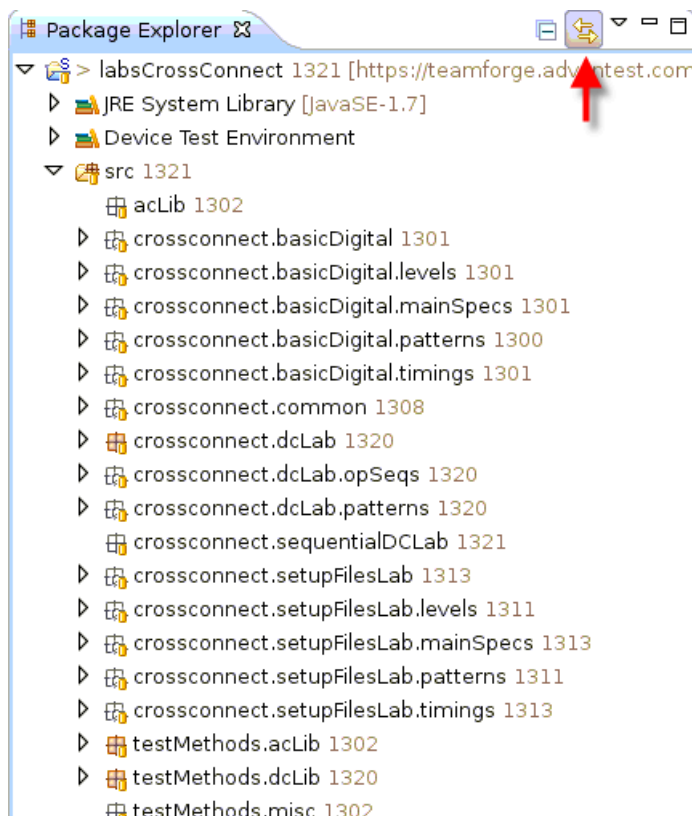 Package Explorer
> labsCrossConnect 1321 [https://teamforge.advantest.com
JRE System Library [JavaSE-1.7]
Device Test Environment
src 1321
acLib 1302
crossconnect.basicDigital 1301
crossconnect.basicDigital.levels 1301
crossconnect.basicDigital.mainSpecs 1301
crossconnect.basicDigital.patterns 1300
crossconnect.basicDigital.timings 1301
crossconnect.common 1308
crossconnect.dcLab 1320
crossconnect.dcLab.opSeqs 1320
crossconnect.dcLab.patterns 1320
crossconnect.sequentialDCLab 1321
crossconnect.setupFilesLab 1313
crossconnect.setupFilesLab.levels 1311
crossconnect.setupFilesLab.mainSpecs 1313
crossconnect.setupFilesLab.patterns 1311
crossconnect.setupFilesLab.timings 1313
testMethods.acLib 1302
testMethods.dcLib 1320
testMethods.misc 1302